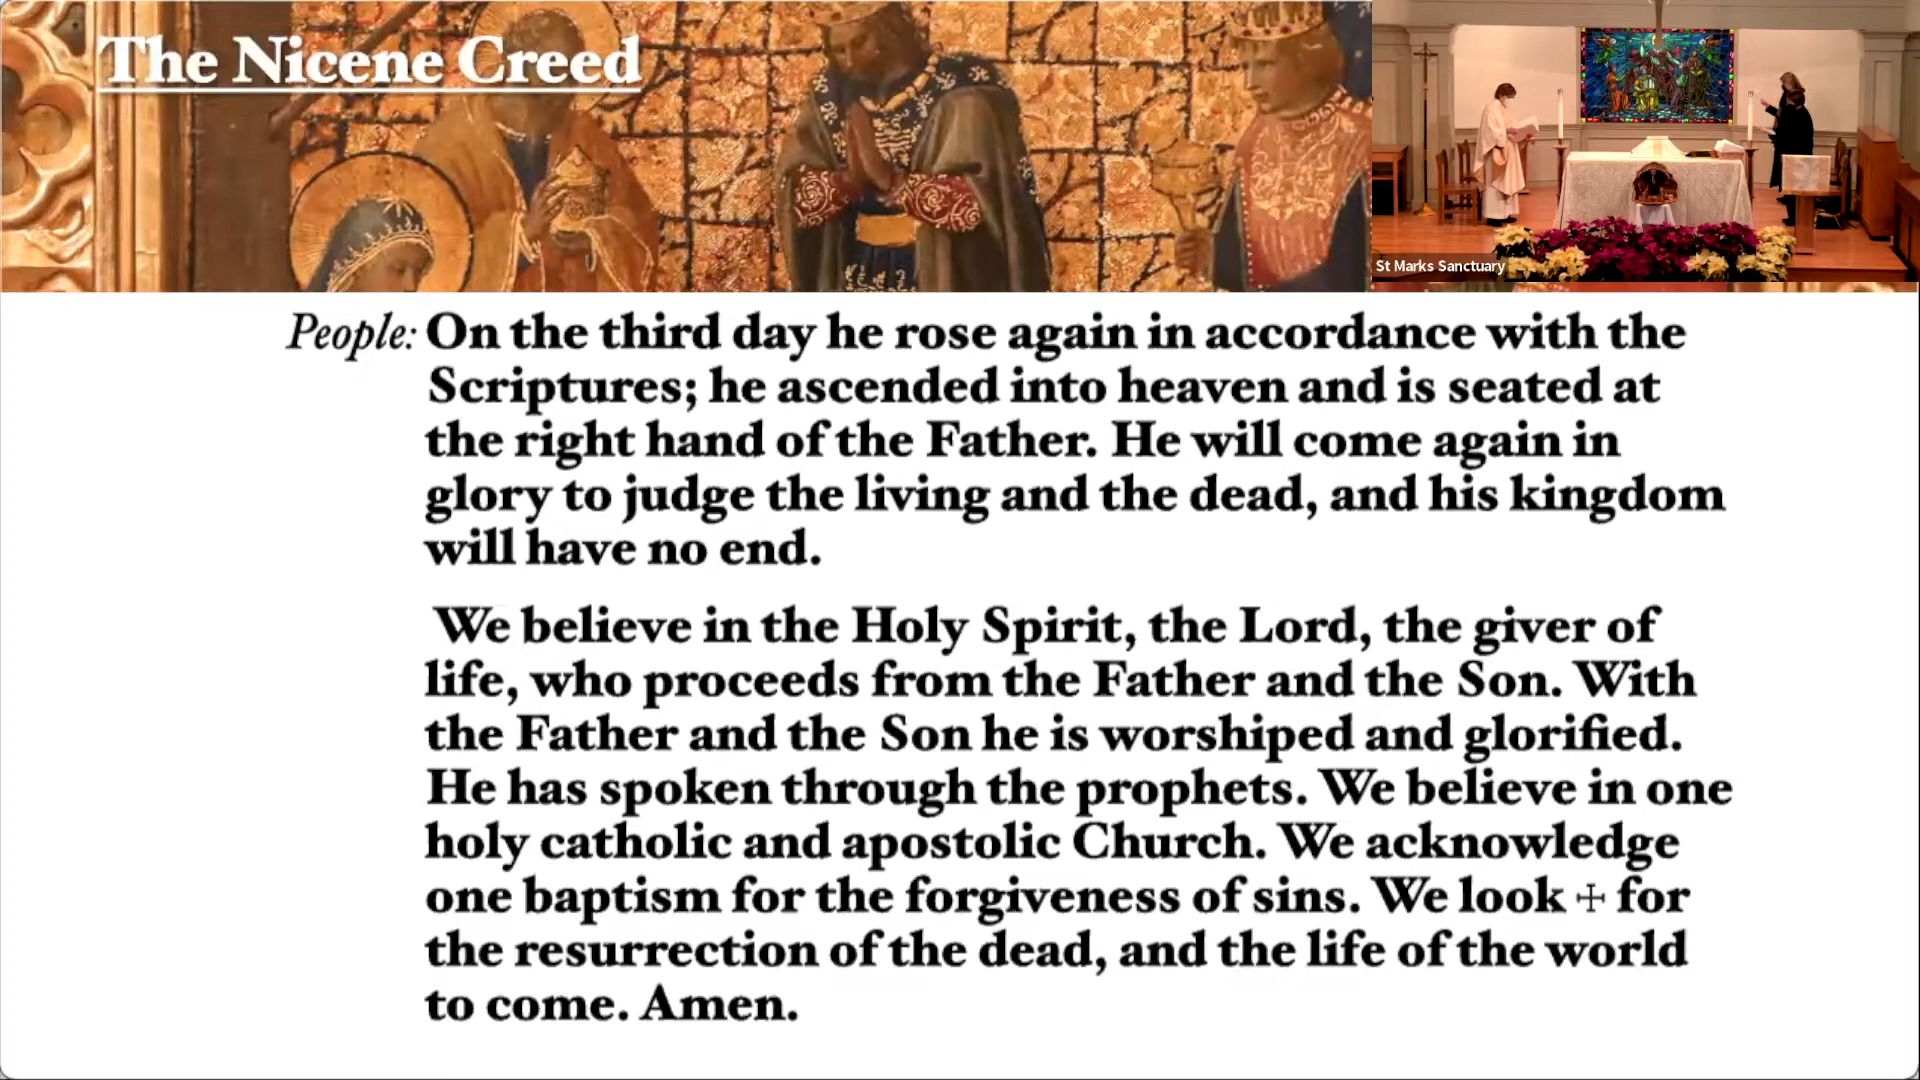 The Nicene Creed
St Marks Sanctuary
People: On the third day he rose again in accordance with the
Scriptures; he ascended into heaven and is seated at
the right hand of the Father. He will come again in
glory to judge the living and the dead, and his kingdom
will have no end.
We believe in the Holy Spirit, the Lord, the giver of
life, who proceeds from the Father and the Son. With
the Father and the Son he is worshiped and glorified.
He has spoken through the prophets. We believe in one
holy catholic and apostolic Church. We acknowledge
one baptism for the forgiveness of sins. We look ☩ for
the resurrection of the dead, and the life of the world
to come. Amen.